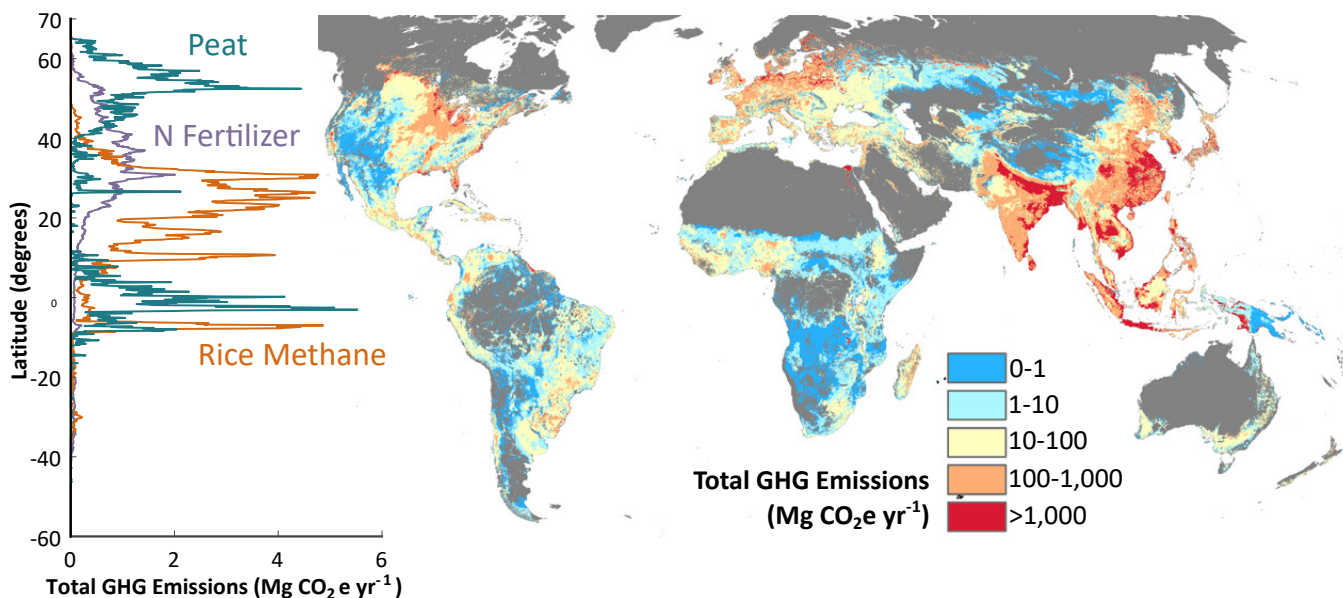 70
60
40
20
0
-20
-40
-60
Latitude (degrees)
0
2
4
6
Total GHG Emissions (Mg CO₂ e yr⁻¹)
Peat
N Fertilizer
Rice Methane
Total GHG Emissions
(Mg CO₂e yr⁻¹)
0-1
1-10
10-100
100-1,000
>1,000